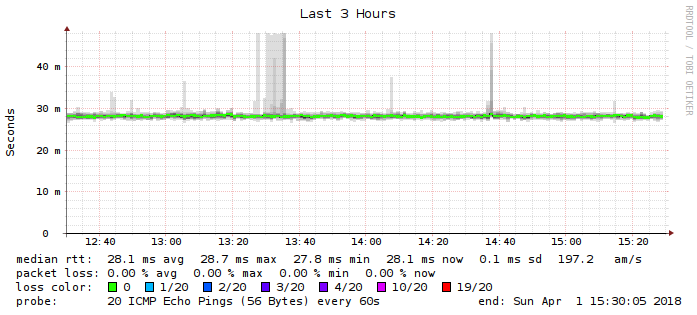 Last 3 Hours
RRDTOOL / TOBI OETIKER
Seconds
40 m
30 m
20 m
10 m
0
12:40 13:00 13:20 13:40 14:00 14:20 14:40 15:00 15:20
median rtt: 28.1 ms avg 28.7 ms max 27.8 ms min 28.1 ms now 0.1 ms sd 197.2 am/s
packet loss: 0.00 % avg 0.00 % max 0.00 % min 0.00 % now
loss color: 0 1/20 2/20 3/20 4/20 10/20 19/20
probe: 20 ICMP Echo Pings (56 Bytes) every 60s end: Sun Apr 1 15:30:05 2018